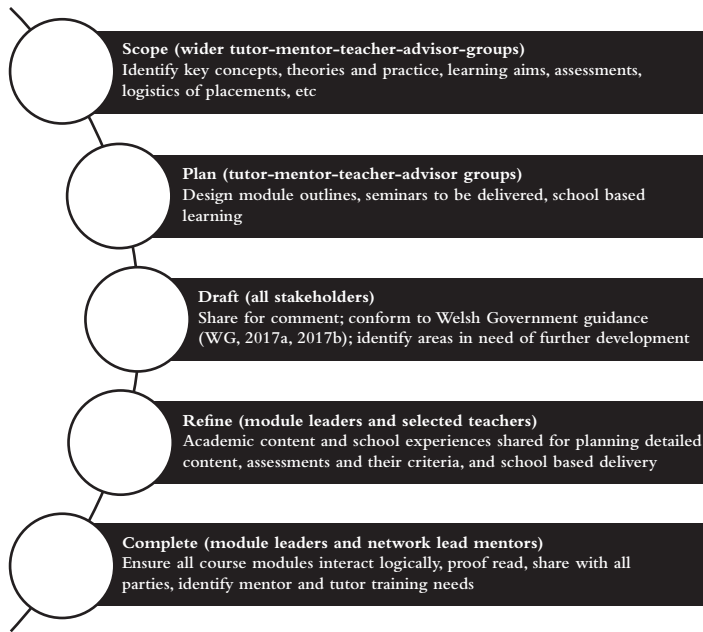 Scope (wider tutor-mentor-teacher-advisor-groups)
Identify key concepts, theories and practice, learning aims, assessments,
logistics of placements, etc
Plan (tutor-mentor-teacher-advisor groups)
Design module outlines, seminars to be delivered, school based
learning
Draft (all stakeholders)
Share for comment; conform to Welsh Government guidance
(WG, 2017a, 2017b); identify areas in need of further development
Refine (module leaders and selected teachers)
Academic content and school experiences shared for planning detailed
content, assessments and their criteria, and school based delivery
Complete (module leaders and network lead mentors)
Ensure all course modules interact logically, proof read, share with all
parties, identify mentor and tutor training needs